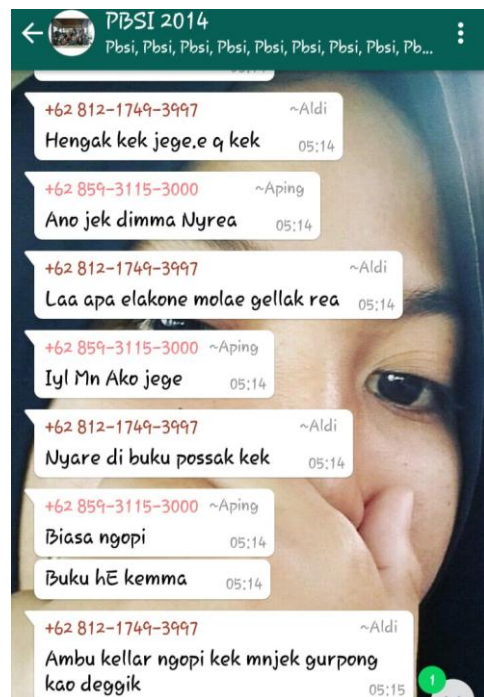 PBSI 2014
Pbsi, Pbsi, Pbsi, Pbsi, Pbsi, Pbsi, Pbsi, Pbsi, Pb...
+62 812-1749-3997 ~Aldi
Hengak kek jege.e q kek 05:14
+62 859-3115-3000 ~Aping
Ano jek dimma Nyrea 05:14
+62 812-1749-3997 ~Aldi
Laa apa elakone molae gellak rea 05:14
+62 859-3115-3000 ~Aping
Iyl Mn Ako jege 05:14
+62 812-1749-3997 ~Aldi
Nyare di buku possak kek 05:14
+62 859-3115-3000 ~Aping
Biasa ngopi 05:14
Buku hE kemma 05:14
+62 812-1749-3997 ~Aldi
Ambu kellar ngopi kek mnjek gurpong
kao deggik 05:15
1